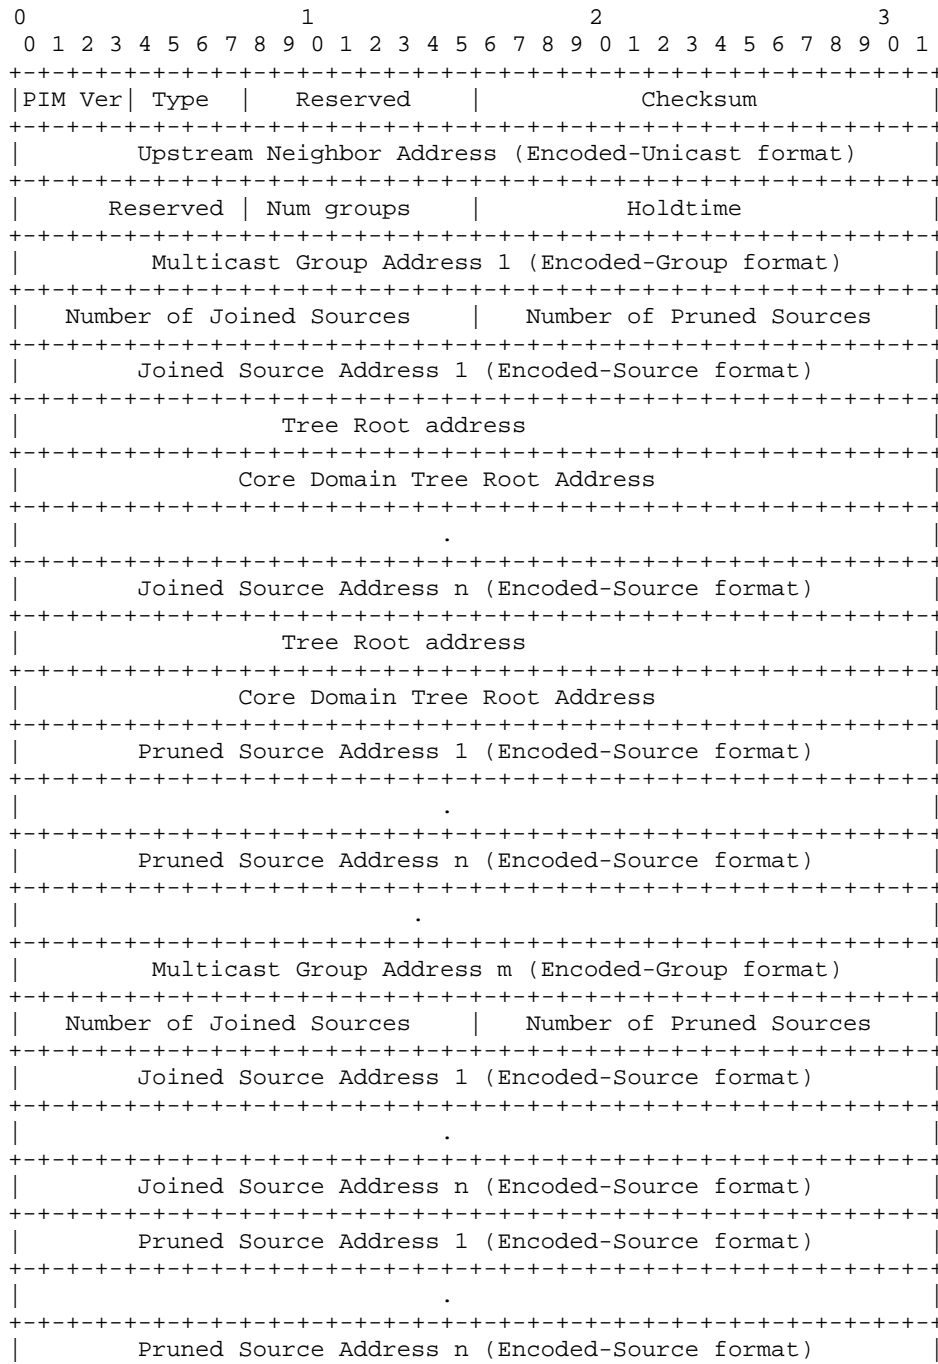 0                   1                   2                   3
 0 1 2 3 4 5 6 7 8 9 0 1 2 3 4 5 6 7 8 9 0 1 2 3 4 5 6 7 8 9 0 1
+-+-+-+-+-+-+-+-+-+-+-+-+-+-+-+-+-+-+-+-+-+-+-+-+-+-+-+-+-+-+-+-+
|PIM Ver| Type  |   Reserved    |           Checksum            |
+-+-+-+-+-+-+-+-+-+-+-+-+-+-+-+-+-+-+-+-+-+-+-+-+-+-+-+-+-+-+-+-+
|        Upstream Neighbor Address (Encoded-Unicast format)     |
+-+-+-+-+-+-+-+-+-+-+-+-+-+-+-+-+-+-+-+-+-+-+-+-+-+-+-+-+-+-+-+-+
|      Reserved | Num groups    |          Holdtime             |
+-+-+-+-+-+-+-+-+-+-+-+-+-+-+-+-+-+-+-+-+-+-+-+-+-+-+-+-+-+-+-+-+
|         Multicast Group Address 1 (Encoded-Group format)      |
+-+-+-+-+-+-+-+-+-+-+-+-+-+-+-+-+-+-+-+-+-+-+-+-+-+-+-+-+-+-+-+-+
|   Number of Joined Sources    |   Number of Pruned Sources    |
+-+-+-+-+-+-+-+-+-+-+-+-+-+-+-+-+-+-+-+-+-+-+-+-+-+-+-+-+-+-+-+-+
|        Joined Source Address 1 (Encoded-Source format)        |
+-+-+-+-+-+-+-+-+-+-+-+-+-+-+-+-+-+-+-+-+-+-+-+-+-+-+-+-+-+-+-+-+
|                  Tree Root address                            |
+-+-+-+-+-+-+-+-+-+-+-+-+-+-+-+-+-+-+-+-+-+-+-+-+-+-+-+-+-+-+-+-+
|               Core Domain Tree Root Address                   |
+-+-+-+-+-+-+-+-+-+-+-+-+-+-+-+-+-+-+-+-+-+-+-+-+-+-+-+-+-+-+-+-+
|                             .                                 |
+-+-+-+-+-+-+-+-+-+-+-+-+-+-+-+-+-+-+-+-+-+-+-+-+-+-+-+-+-+-+-+-+
|        Joined Source Address n (Encoded-Source format)        |
+-+-+-+-+-+-+-+-+-+-+-+-+-+-+-+-+-+-+-+-+-+-+-+-+-+-+-+-+-+-+-+-+
|                  Tree Root address                            |
+-+-+-+-+-+-+-+-+-+-+-+-+-+-+-+-+-+-+-+-+-+-+-+-+-+-+-+-+-+-+-+-+
|               Core Domain Tree Root Address                   |
+-+-+-+-+-+-+-+-+-+-+-+-+-+-+-+-+-+-+-+-+-+-+-+-+-+-+-+-+-+-+-+-+
|        Pruned Source Address 1 (Encoded-Source format)        |
+-+-+-+-+-+-+-+-+-+-+-+-+-+-+-+-+-+-+-+-+-+-+-+-+-+-+-+-+-+-+-+-+
|                             .                                 |
+-+-+-+-+-+-+-+-+-+-+-+-+-+-+-+-+-+-+-+-+-+-+-+-+-+-+-+-+-+-+-+-+
|        Pruned Source Address n (Encoded-Source format)        |
+-+-+-+-+-+-+-+-+-+-+-+-+-+-+-+-+-+-+-+-+-+-+-+-+-+-+-+-+-+-+-+-+
|                           .                                   |
+-+-+-+-+-+-+-+-+-+-+-+-+-+-+-+-+-+-+-+-+-+-+-+-+-+-+-+-+-+-+-+-+
|         Multicast Group Address m (Encoded-Group format)      |
+-+-+-+-+-+-+-+-+-+-+-+-+-+-+-+-+-+-+-+-+-+-+-+-+-+-+-+-+-+-+-+-+
|   Number of Joined Sources    |   Number of Pruned Sources    |
+-+-+-+-+-+-+-+-+-+-+-+-+-+-+-+-+-+-+-+-+-+-+-+-+-+-+-+-+-+-+-+-+
|        Joined Source Address 1 (Encoded-Source format)        |
+-+-+-+-+-+-+-+-+-+-+-+-+-+-+-+-+-+-+-+-+-+-+-+-+-+-+-+-+-+-+-+-+
|                             .                                 |
+-+-+-+-+-+-+-+-+-+-+-+-+-+-+-+-+-+-+-+-+-+-+-+-+-+-+-+-+-+-+-+-+
|        Joined Source Address n (Encoded-Source format)        |
+-+-+-+-+-+-+-+-+-+-+-+-+-+-+-+-+-+-+-+-+-+-+-+-+-+-+-+-+-+-+-+-+
|        Pruned Source Address 1 (Encoded-Source format)        |
+-+-+-+-+-+-+-+-+-+-+-+-+-+-+-+-+-+-+-+-+-+-+-+-+-+-+-+-+-+-+-+-+
|                             .                                 |
+-+-+-+-+-+-+-+-+-+-+-+-+-+-+-+-+-+-+-+-+-+-+-+-+-+-+-+-+-+-+-+-+
|        Pruned Source Address n (Encoded-Source format)        |